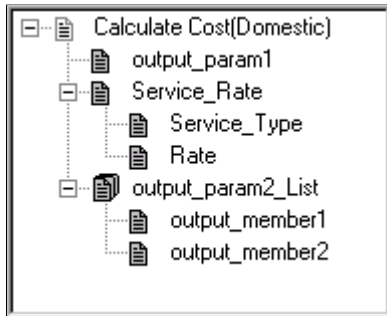 Calculate Cost(Domestic)
output_param1
Service_Rate
Service_Type
Rate
output_param2_List
output_member1
output_member2